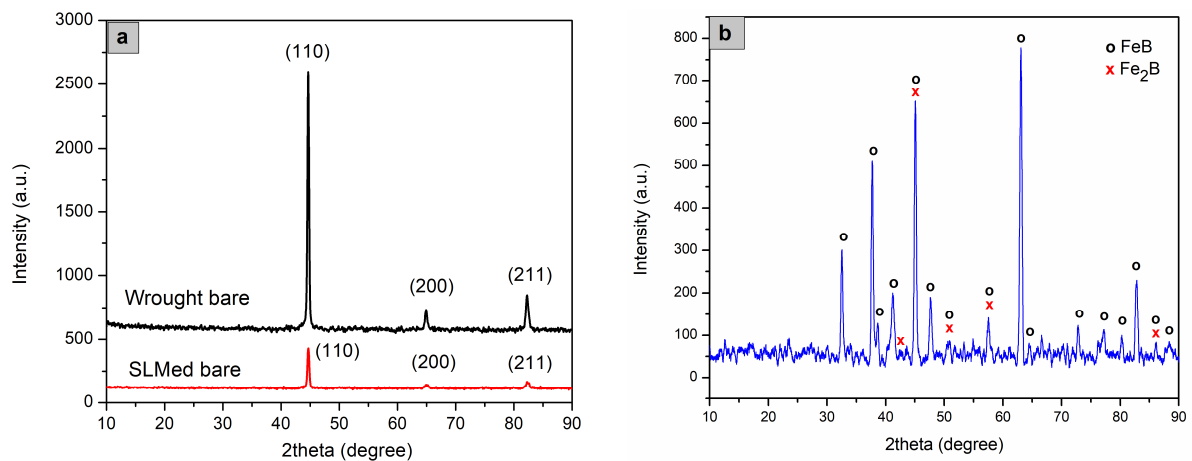 a
3000
2500
2000
1500
1000
500
0
Intensity (a.u.)
(110)
(200)
(211)
Wrought bare
(110)
(200)
(211)
SLMed bare
10 20 30 40 50 60 70 80 90
2theta (degree)
b
800
700
600
500
400
300
200
100
0
Intensity (a.u.)
o FeB
x Fe₂B
o
o
o
x
o
o
o
o
x
o
x
o
x
o
o
o
o
o
o
o
x
o
10 20 30 40 50 60 70 80 90
2theta (degree)